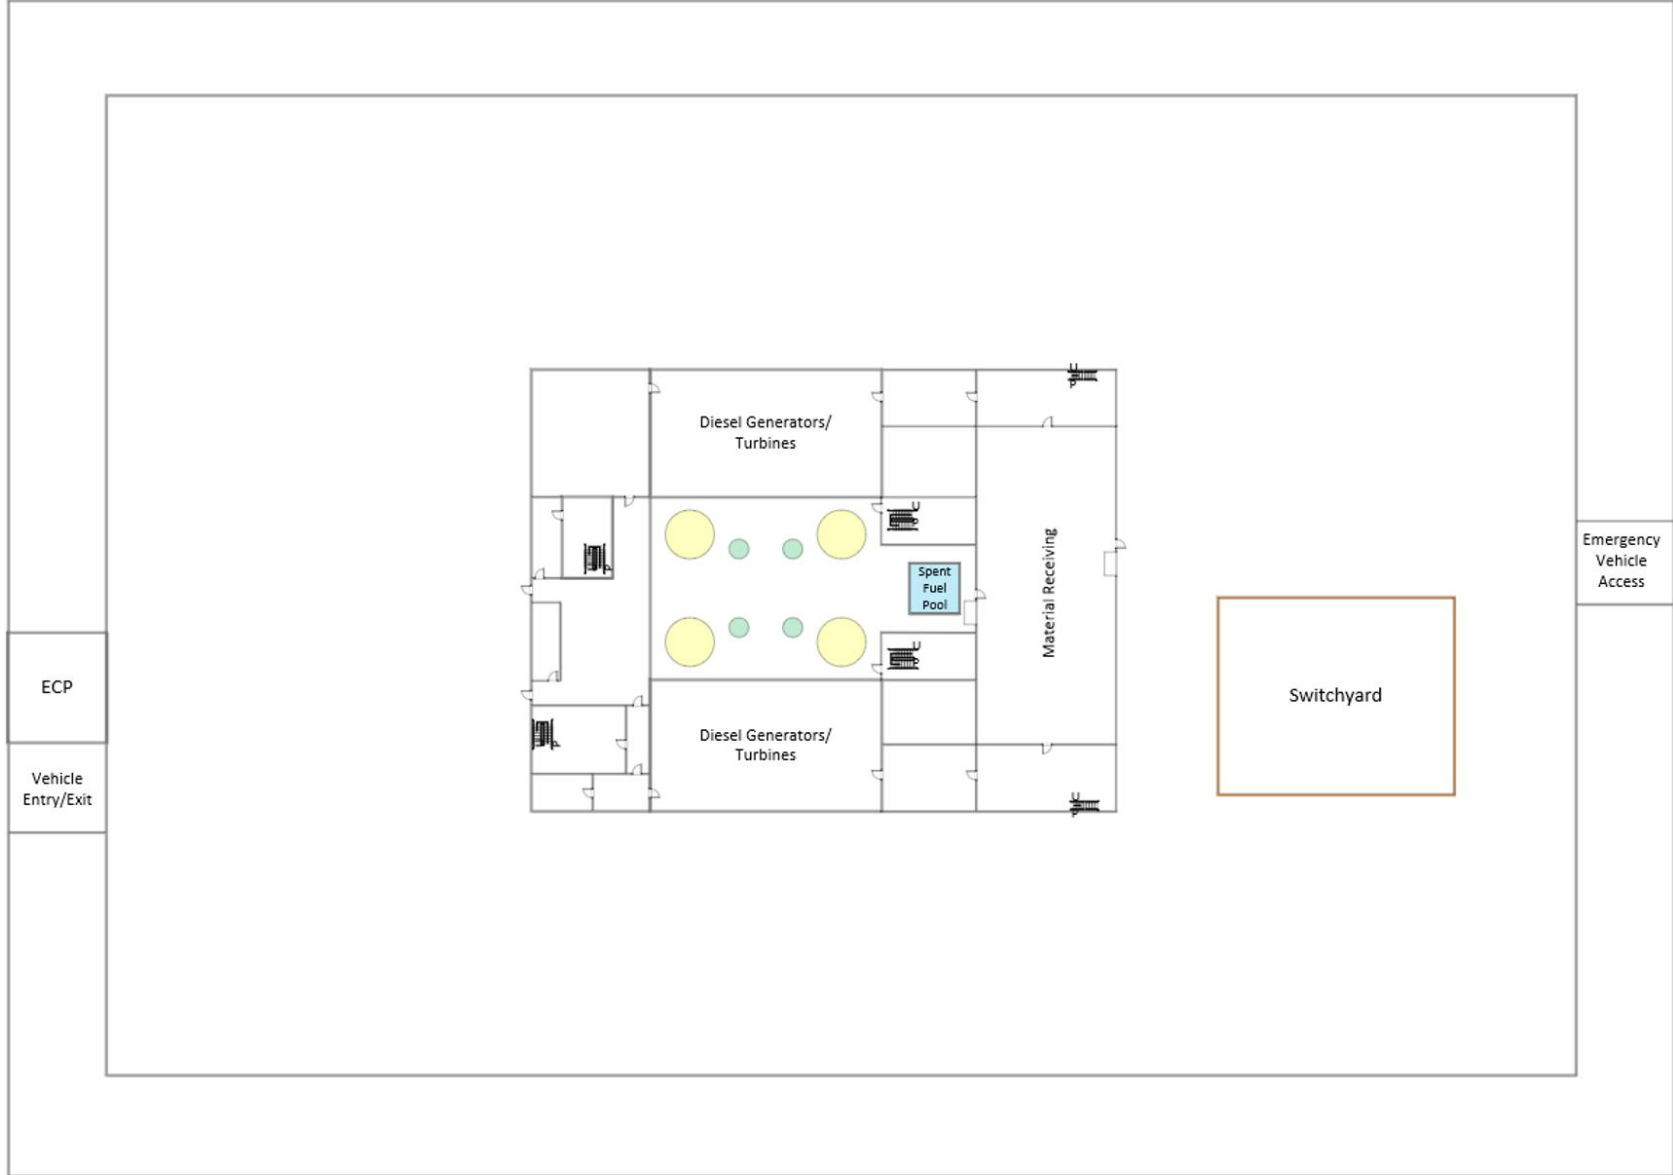 Diesel Generators/
Turbines
Emergency
Vehicle
Access
Spent
Fuel
Pool
Material Receiving
ECP
Switchyard
Diesel Generators/
Turbines
Vehicle
Entry/Exit